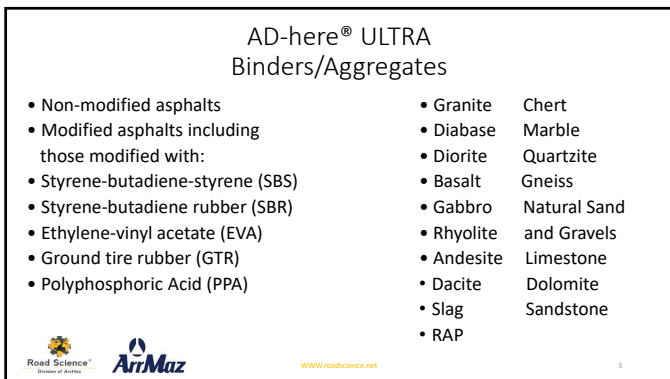 AD-here® ULTRA
Binders/Aggregates
• Non-modified asphalts
• Modified asphalts including
those modified with:
• Styrene-butadiene-styrene (SBS)
• Styrene-butadiene rubber (SBR)
• Ethylene-vinyl acetate (EVA)
• Ground tire rubber (GTR)
• Polyphosphoric Acid (PPA)
• Granite Chert
• Diabase Marble
• Diorite Quartzite
• Basalt Gneiss
• Gabbro Natural Sand
• Rhyolite and Gravels
• Andesite Limestone
• Dacite Dolomite
• Slag Sandstone
• RAP
Road Science®
Division of ArrMaz
ArrMaz
WWW.roadscience.net
3